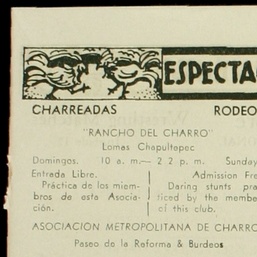 ESPECTA
CHARREADAS RODEO
"RANCHO DEL CHARRO"
Lomas Chapultepec
Domingos. 10 a. m.— 2 2 p. m. Sunday
Entrada Libre. Admission Fre
Práctica de los miem- Daring stunts pra
bros de esta Asocia- ticed by the membe
ción. of this club.
ASOCIACION METROPOLITANA DE CHARRO
Paseo de la Reforma & Burdeos